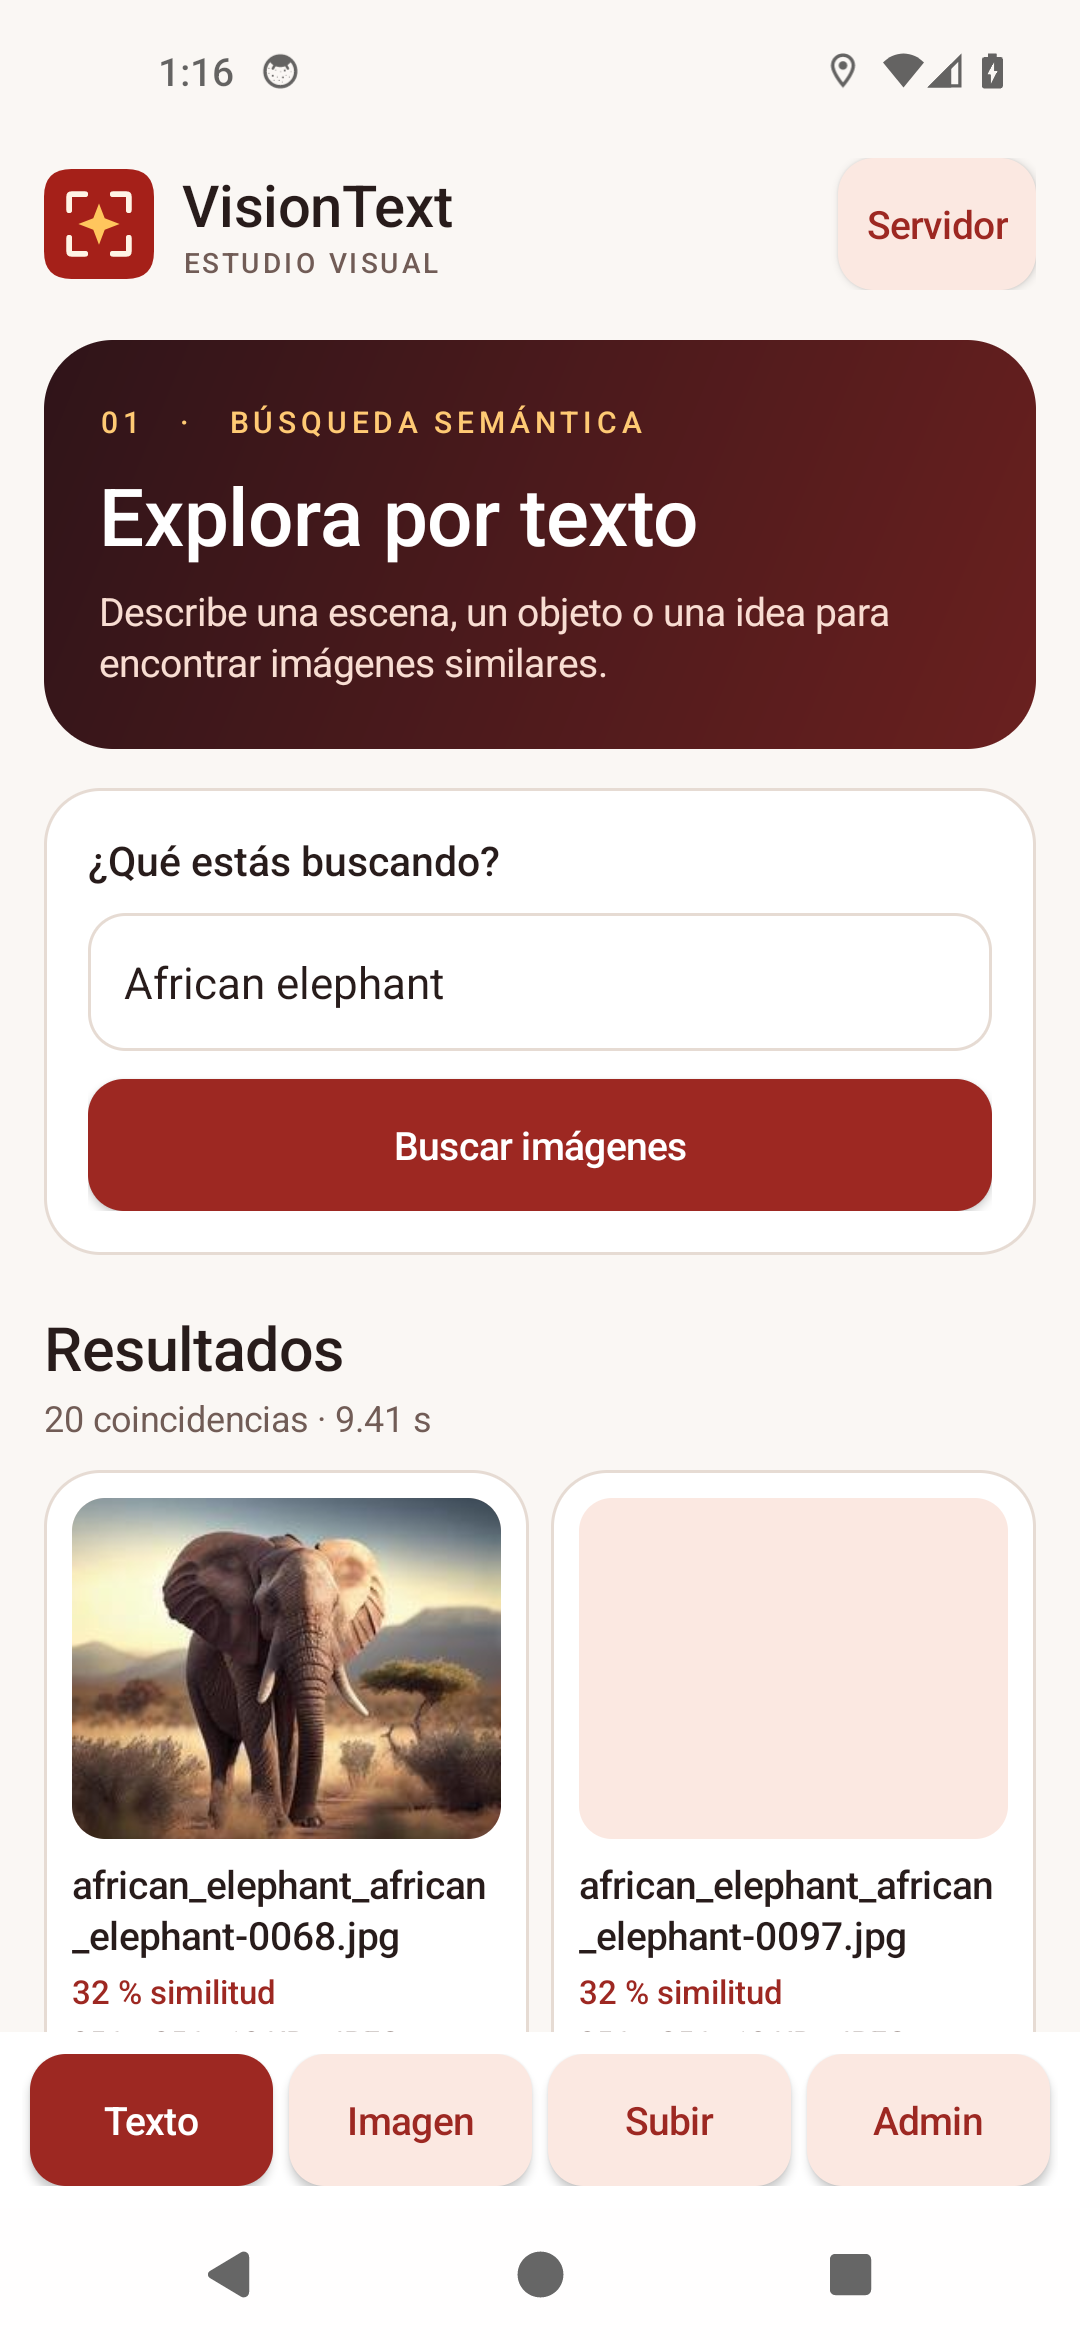 1:16
VisionText
ESTUDIO VISUAL
Servidor
01 · BÚSQUEDA SEMÁNTICA
Explora por texto
Describe una escena, un objeto o una idea para
encontrar imágenes similares.
¿Qué estás buscando?
African elephant
Buscar imágenes
Resultados
20 coincidencias · 9.41 s
african_elephant_african
_elephant-0068.jpg
32 % similitud
african_elephant_african
_elephant-0097.jpg
32 % similitud
Texto
Imagen
Subir
Admin